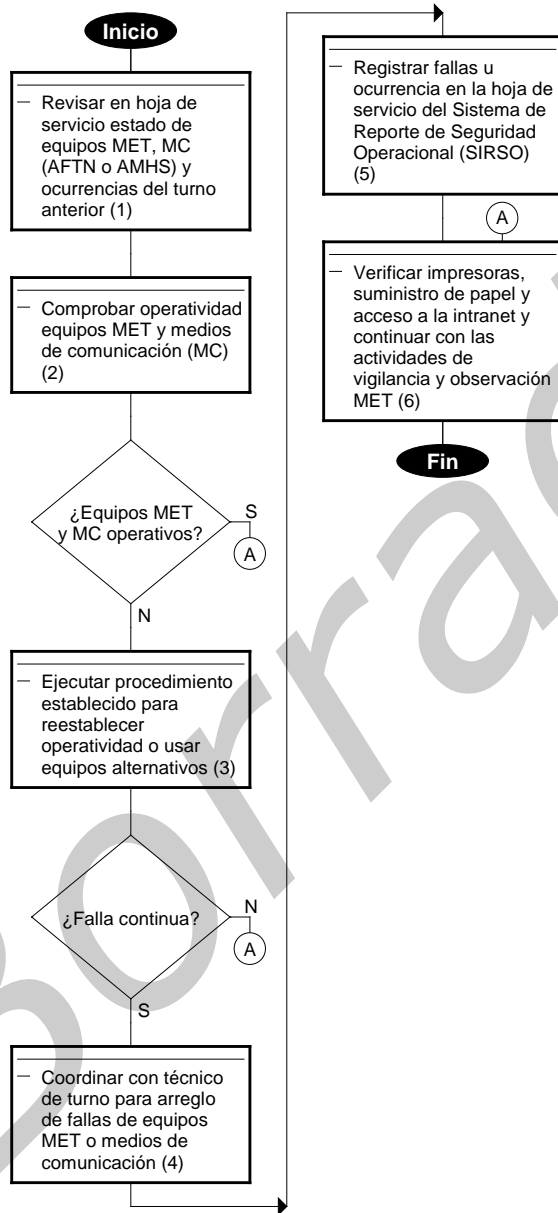 Inicio
— Revisar en hoja de
servicio estado de
equipos MET, MC
(AFTN o AMHS) y
ocurrencias del turno
anterior (1)
— Comprobar operatividad
equipos MET y medios
de comunicación (MC)
(2)
¿Equipos MET
y MC operativos?
S
A
N
— Ejecutar procedimiento
establecido para
reestablecer
operatividad o usar
equipos alternativos (3)
¿Falla continua?
N
A
S
— Coordinar con técnico
de turno para arreglo
de fallas de equipos
MET o medios de
comunicación (4)
— Registrar fallas u
ocurrencia en la hoja de
servicio del Sistema de
Reporte de Seguridad
Operacional (SIRSO)
(5)
A
— Verificar impresoras,
suministro de papel y
acceso a la intranet y
continuar con las
actividades de
vigilancia y observación
MET (6)
Fin
Borrad